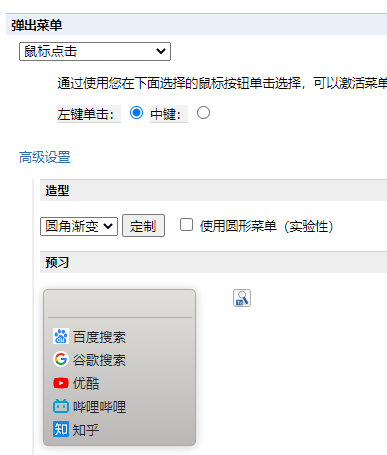 弹出菜单
鼠标点击
通过使用您在下面选择的鼠标按钮单击选择，可以激活菜单
左键单击： 中键：
高级设置
造型
圆角渐变 定制 使用圆形菜单（实验性）
预习
百度搜索
谷歌搜索
优酷
哔哩哔哩
知 知乎